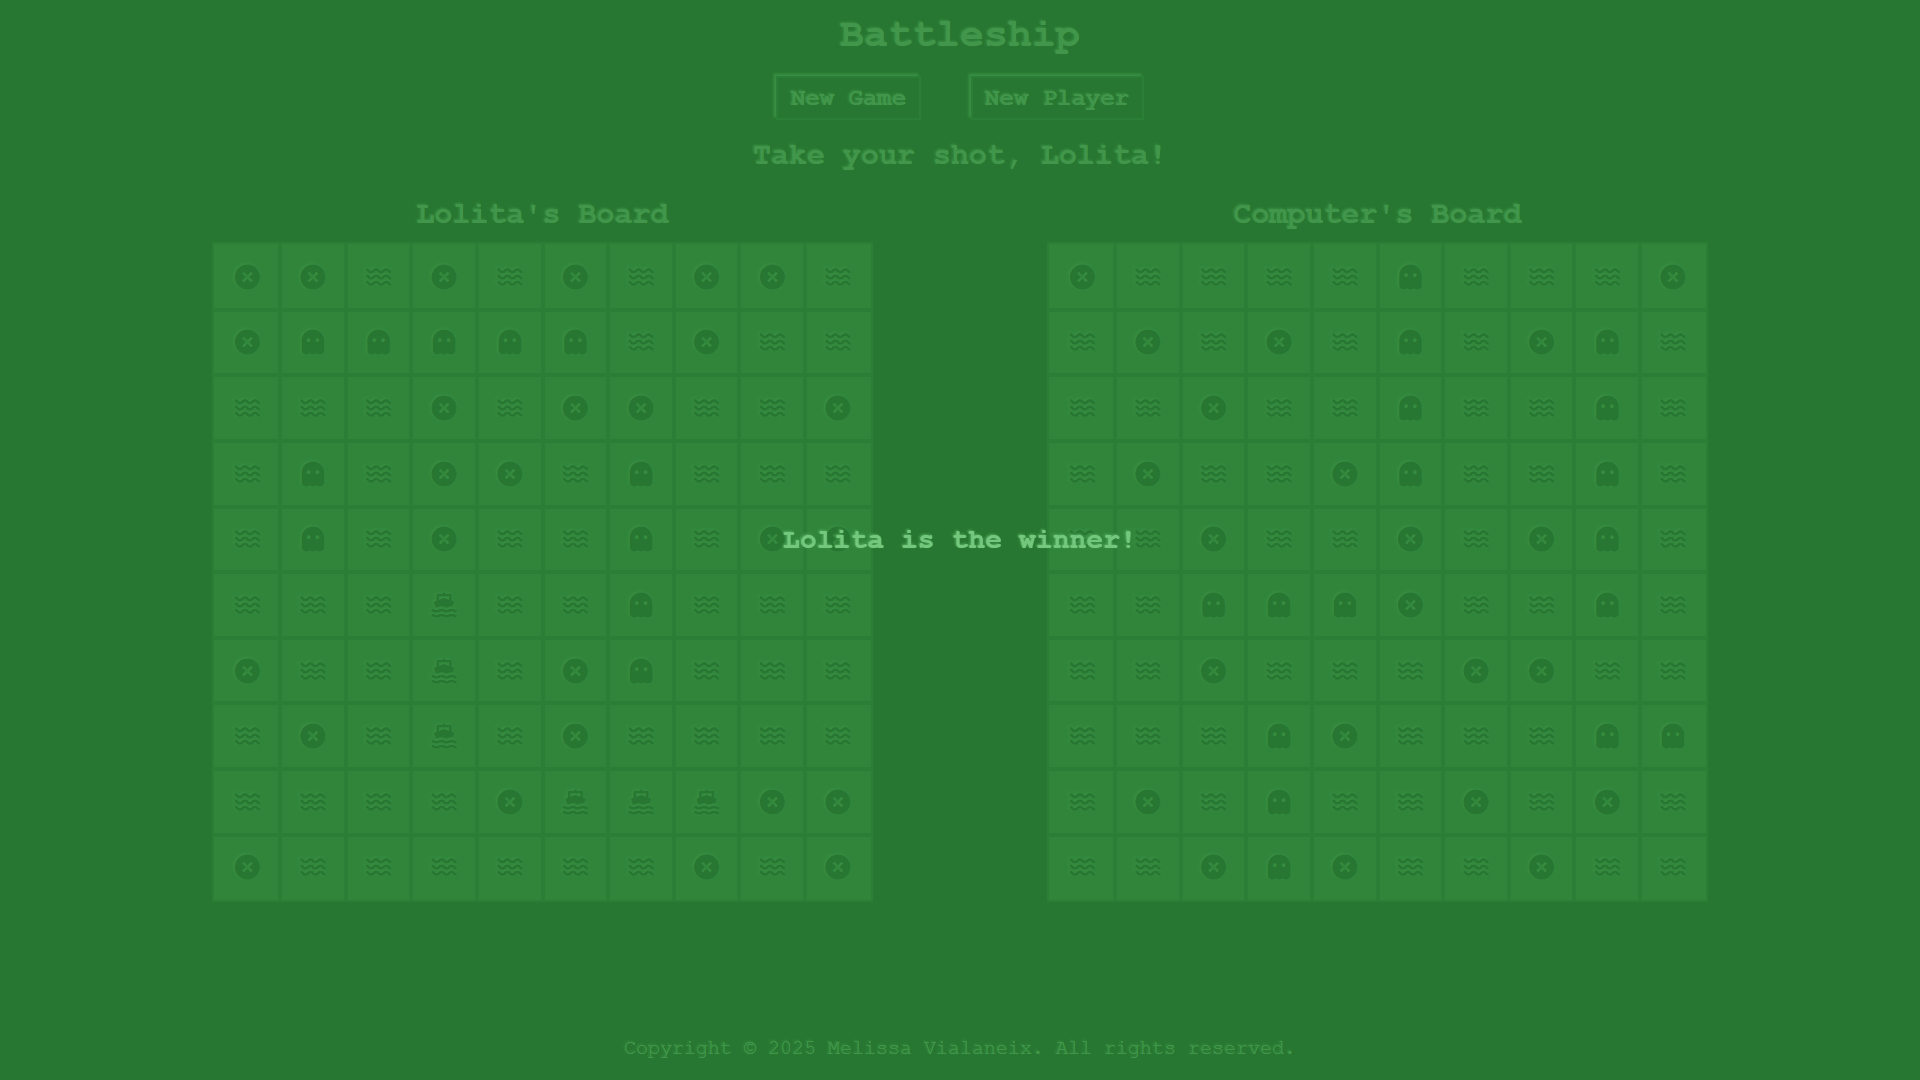 Battleship
New Game
New Player
Take your shot, Lolita!
Lolita's Board
Computer's Board
Lolita is the winner!
Copyright © 2025 Melissa Vialaneix. All rights reserved.